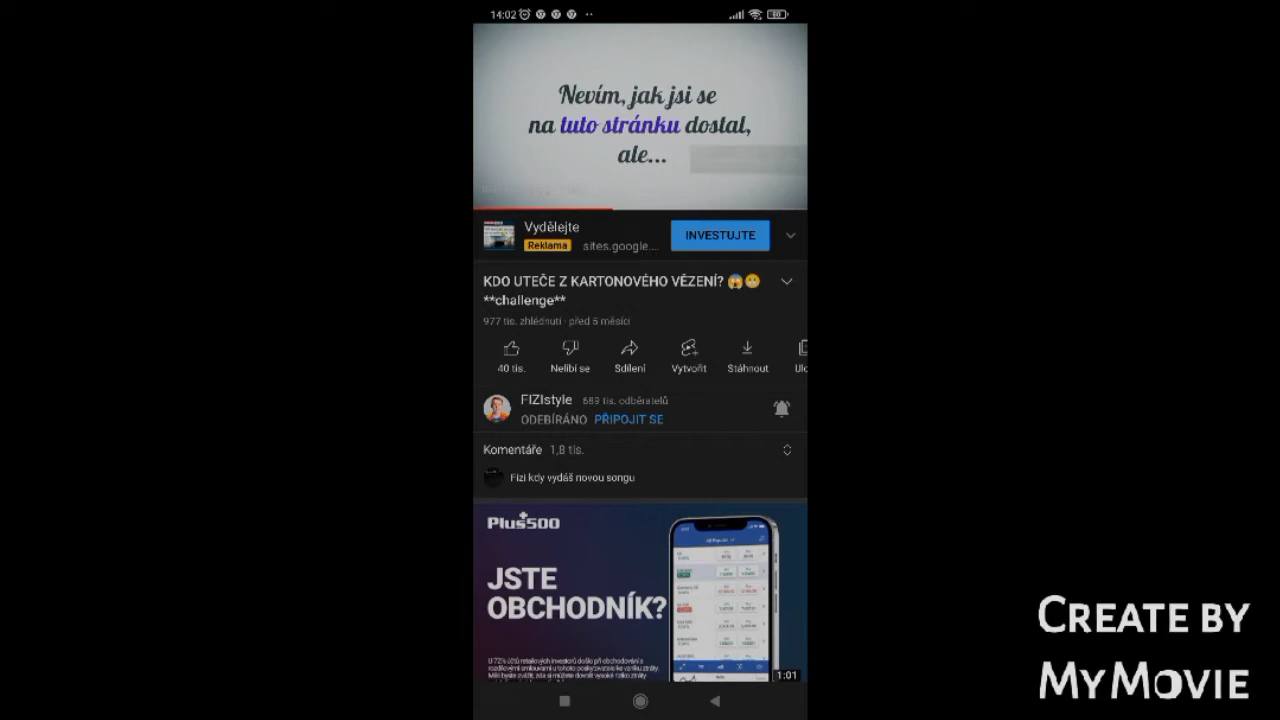 14:02
Nevím, jak jsi se
na tuto stránku dostal,
ale...
Vydělejte
Reklama sites.google....
INVESTUJTE
KDO UTEČE Z KARTONOVÉHO VĚZENÍ? 😱😬
**challenge**
977 tis. zhlédnutí · před 5 měsíci
40 tis. Nelíbí se Sdílení Vytvořit Stáhnout Ulo
FIZIstyle 689 tis. odběratelů
ODEBÍRÁNO PŘIPOJIT SE
Komentáře 1,8 tis.
Fizi kdy vydáš novou songu
Plus500
JSTE
OBCHODNÍK?
1:01
CREATE BY
MYMOVIE